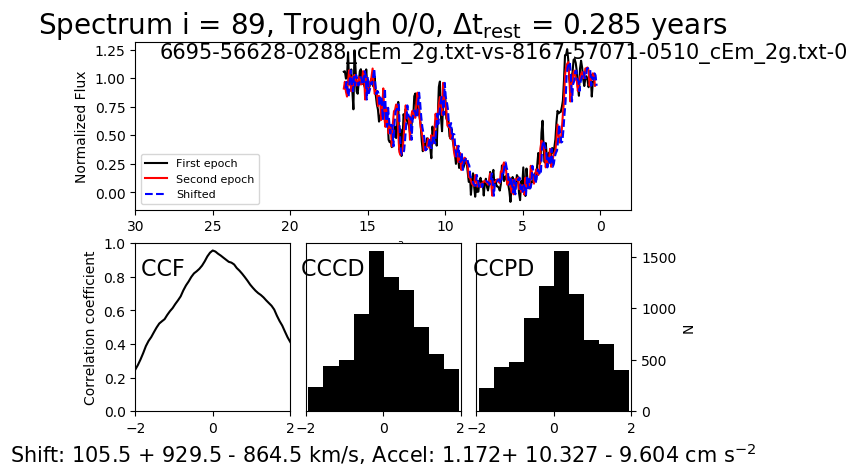 Spectrum i = 89, Trough 0/0, Δt_rest = 0.285 years
6695-56628-0288_cEm_2g.txt-vs-8167-57071-0510_cEm_2g.txt-0
Normalized Flux
1.25
1.00
0.75
0.50
0.25
0.00
First epoch
Second epoch
Shifted
30 25 20 15 10 5 0
Correlation coefficient
1.0
0.8
0.6
0.4
0.2
0.0
CCF
CCCD
CCPD
1500
1000
500
0
N
−2 0 2
−2 0 2
−2 0 2
Shift: 105.5 + 929.5 - 864.5 km/s, Accel: 1.172+ 10.327 - 9.604 cm s⁻²